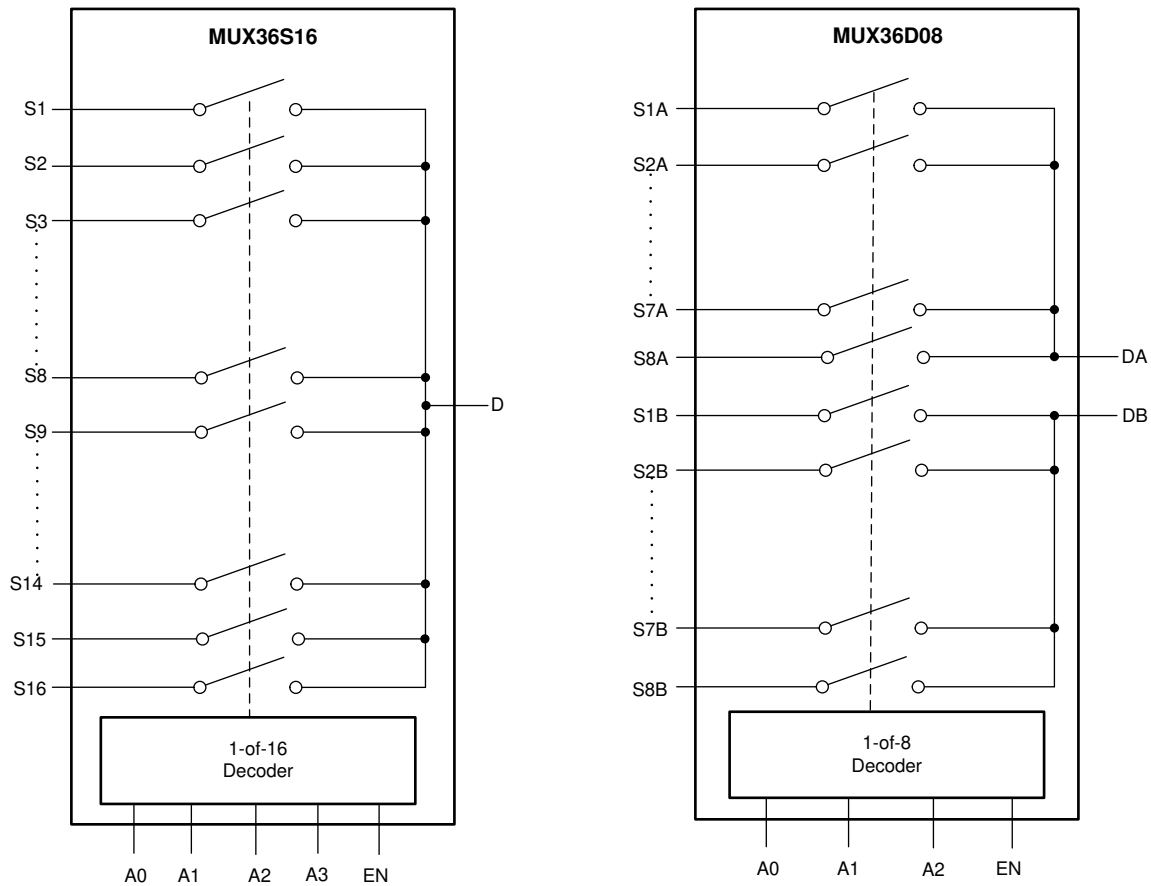 MUX36S16
S1
S2
S3
S8
S9
S14
S15
S16
D
1-of-16
Decoder
A0 A1 A2 A3 EN
MUX36D08
S1A
S2A
S7A
S8A
S1B
S2B
S7B
S8B
DA
DB
1-of-8
Decoder
A0 A1 A2 EN